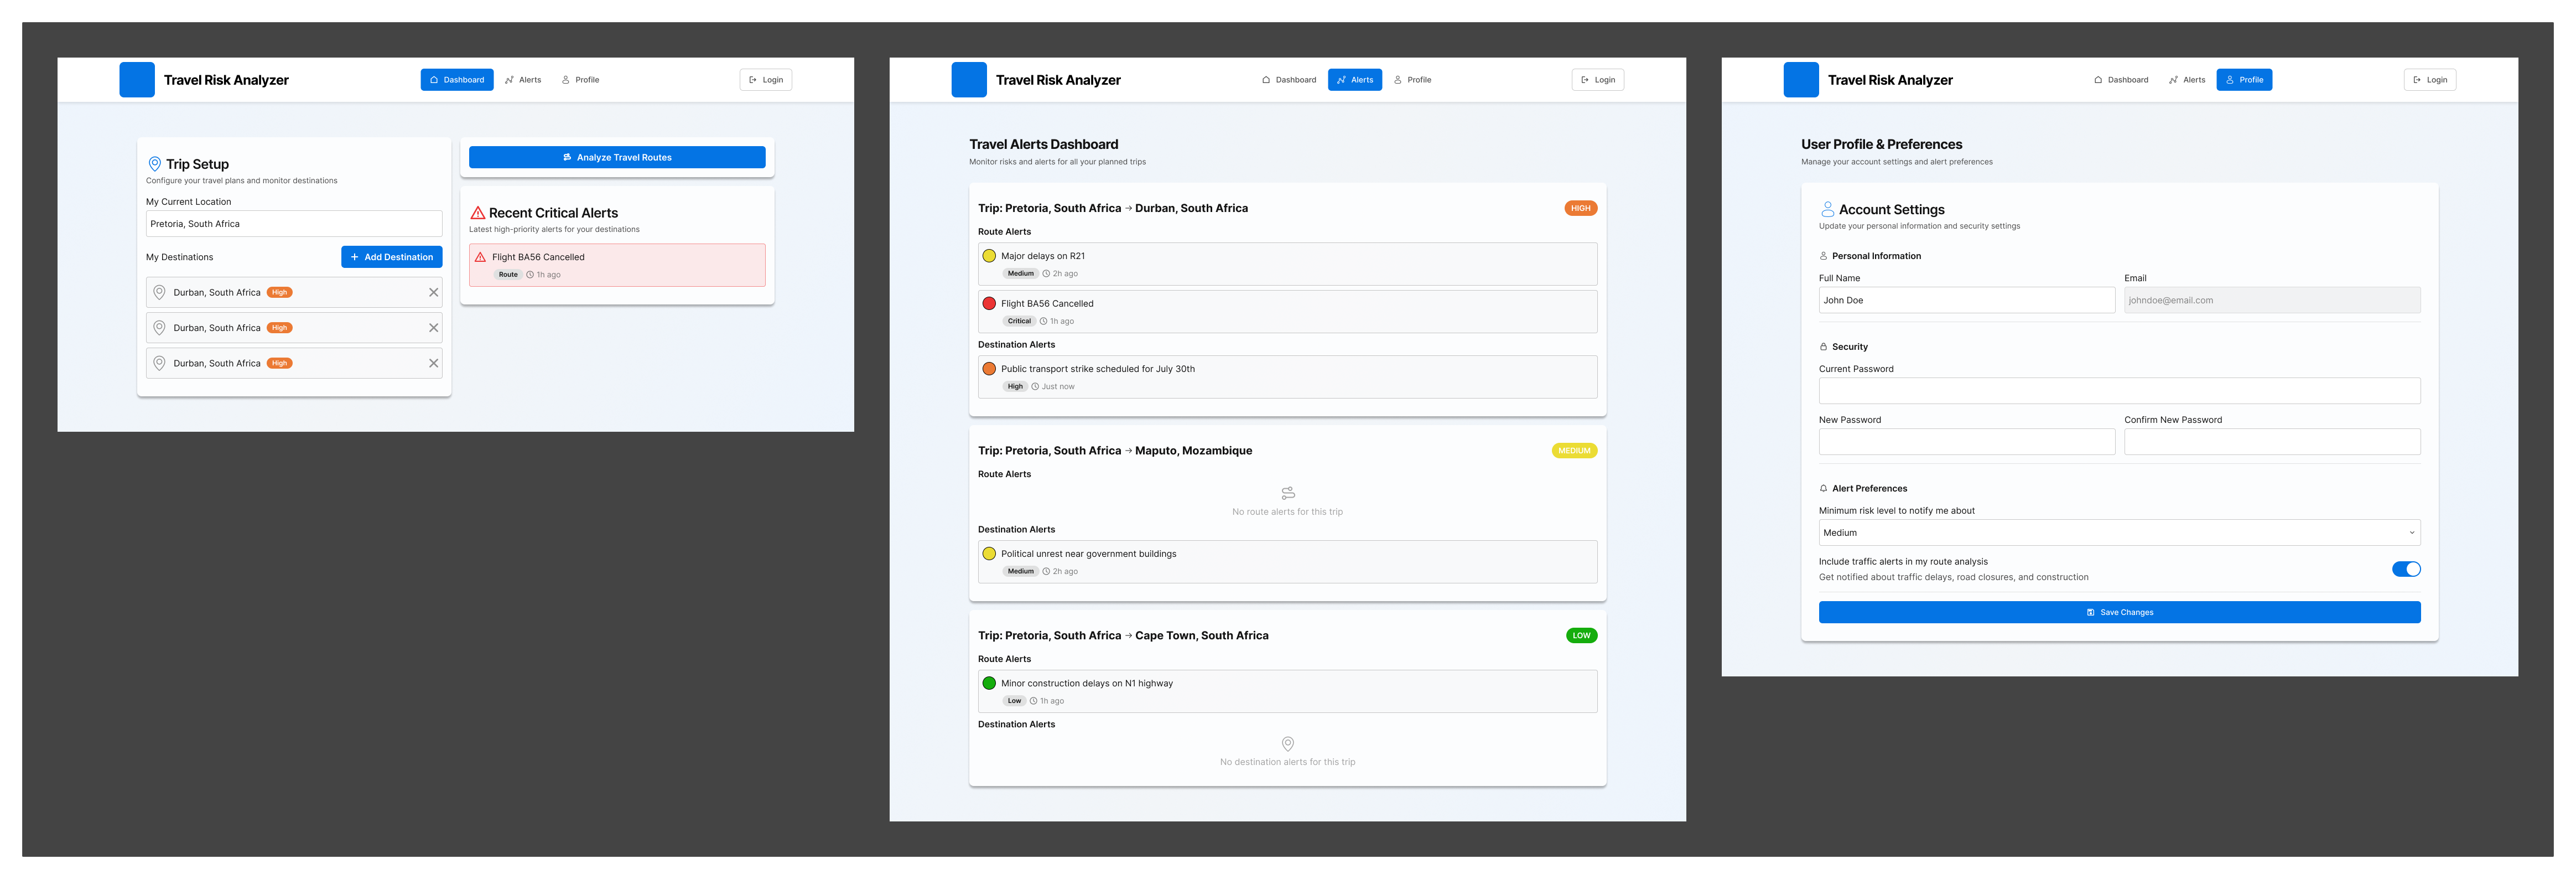 Travel Risk Analyzer
Dashboard
Alerts
Profile
Login
Trip Setup
Configure your travel plans and monitor destinations
My Current Location
Pretoria, South Africa
My Destinations
Add Destination
Durban, South Africa High
Durban, South Africa High
Durban, South Africa High
Analyze Travel Routes
Recent Critical Alerts
Latest high-priority alerts for your destinations
Flight BA56 Cancelled
Route 1h ago
Travel Risk Analyzer
Dashboard
Alerts
Profile
Login
Travel Alerts Dashboard
Monitor risks and alerts for all your planned trips
Trip: Pretoria, South Africa → Durban, South Africa
HIGH
Route Alerts
Major delays on R21
Medium 2h ago
Flight BA56 Cancelled
Critical 1h ago
Destination Alerts
Public transport strike scheduled for July 30th
High Just now
Trip: Pretoria, South Africa → Maputo, Mozambique
MEDIUM
Route Alerts
No route alerts for this trip
Destination Alerts
Political unrest near government buildings
Medium 2h ago
Trip: Pretoria, South Africa → Cape Town, South Africa
LOW
Route Alerts
Minor construction delays on N1 highway
Low 1h ago
Destination Alerts
No destination alerts for this trip
Travel Risk Analyzer
Dashboard
Alerts
Profile
Login
User Profile & Preferences
Manage your account settings and alert preferences
Account Settings
Update your personal information and security settings
Personal Information
Full Name
John Doe
Email
johndoe@email.com
Security
Current Password
New Password
Confirm New Password
Alert Preferences
Minimum risk level to notify me about
Medium
Include traffic alerts in my route analysis
Get notified about traffic delays, road closures, and construction
Save Changes